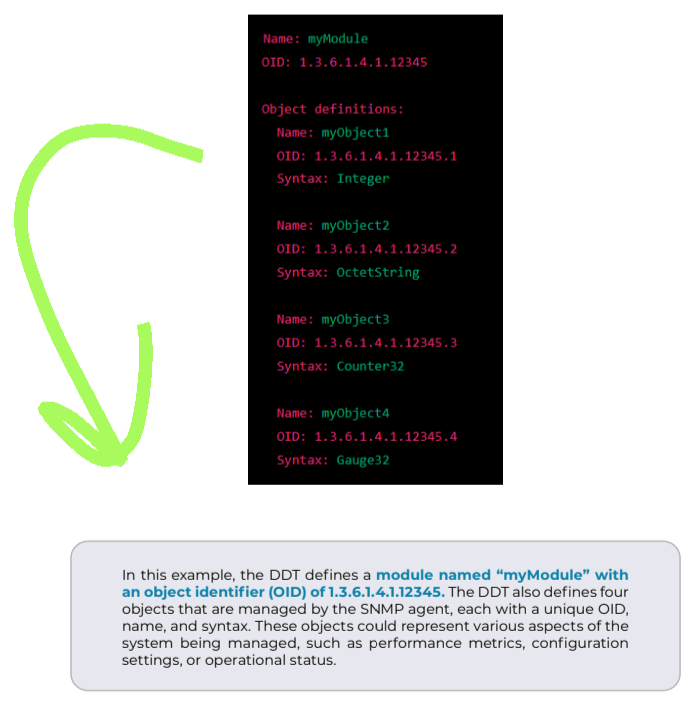 Name: myModule
OID: 1.3.6.1.4.1.12345
Object definitions:
Name: myObject1
OID: 1.3.6.1.4.1.12345.1
Syntax: Integer
Name: myObject2
OID: 1.3.6.1.4.1.12345.2
Syntax: OctetString
Name: myObject3
OID: 1.3.6.1.4.1.12345.3
Syntax: Counter32
Name: myObject4
OID: 1.3.6.1.4.1.12345.4
Syntax: Gauge32
In this example, the DDT defines a module named “myModule” with
an object identifier (OID) of 1.3.6.1.4.1.12345. The DDT also defines four
objects that are managed by the SNMP agent, each with a unique OID,
name, and syntax. These objects could represent various aspects of the
system being managed, such as performance metrics, configuration
settings, or operational status.